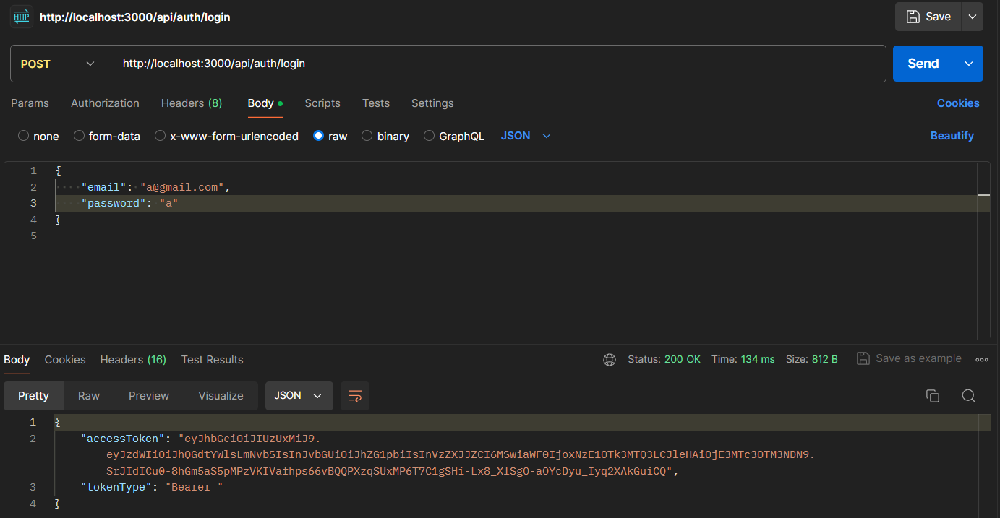 HTTP http://localhost:3000/api/auth/login Save
POST http://localhost:3000/api/auth/login Send
Params Authorization Headers (8) Body Scripts Tests Settings Cookies
none form-data x-www-form-urlencoded raw binary GraphQL JSON Beautify
1 {
2 "email": "a@gmail.com",
3 "password": "a"
4 }
5
Body Cookies Headers (16) Test Results Status: 200 OK Time: 134 ms Size: 812 B Save as example
Pretty Raw Preview Visualize JSON
1 {
2 "accessToken": "eyJhbGciOiJIUzUxMiJ9.
eyJzdWIiOiJhQGdtYWlsLmNvbSIsInJvbGUiOiJhZG1pbiIsInVzZXJJZCI6MSwiaWF0IjoxNzE1OTk3MTQ3LCJleHAiOjE3MTc3OTM3NDN9.
SrJIdICu0-8hGm5aS5pMPzVKIVafhps66vBQQPXzqSUxMP6T7C1gSHi-Lx8_XlSgO-aOYcDyu_Iyq2XAkGuiCQ",
3 "tokenType": "Bearer "
4 }